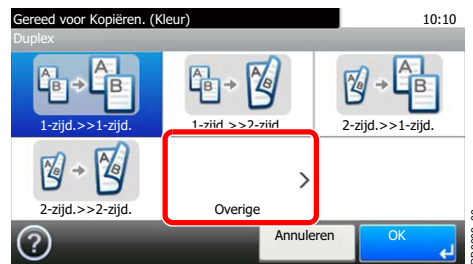 Gereed voor Kopiëren. (Kleur) 10:10
Duplex
1-zijd.>>1-zijd. 1-zijd.>>2-zijd. 2-zijd.>>1-zijd.
2-zijd.>>2-zijd. Overige
? Annuleren OK